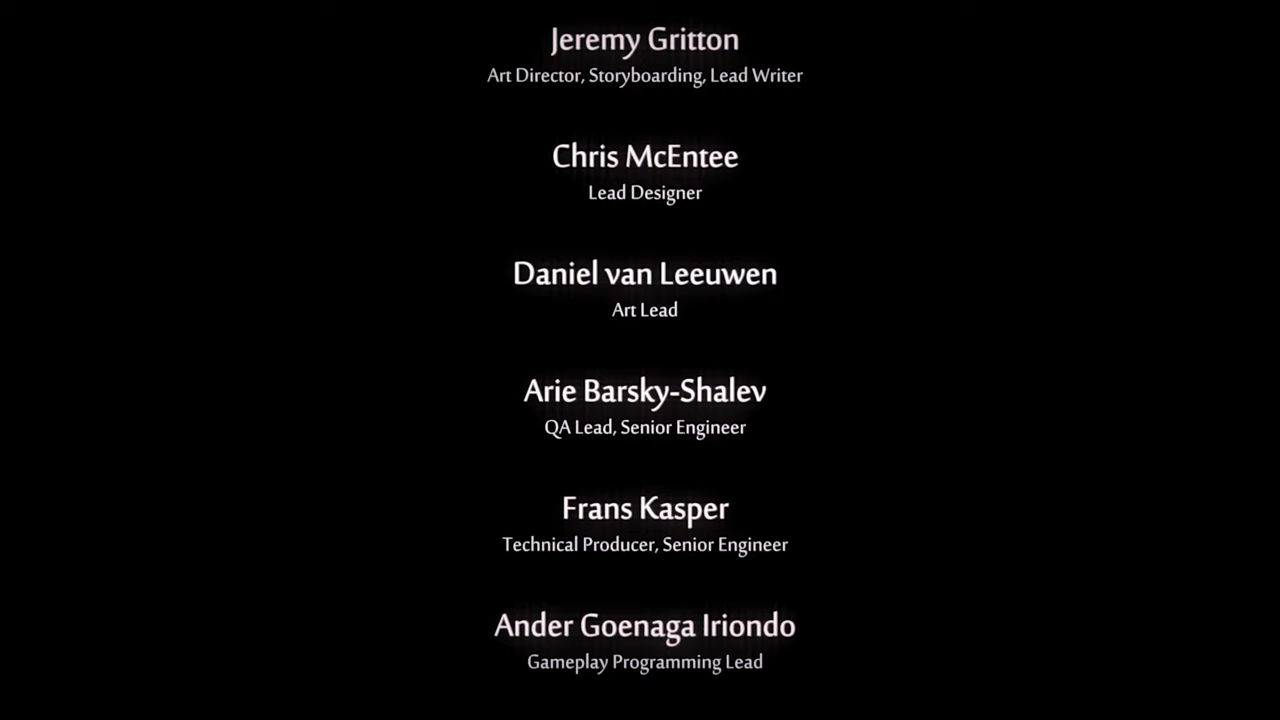 Jeremy Gritton
Art Director, Storyboarding, Lead Writer
Chris McEntee
Lead Designer
Daniel van Leeuwen
Art Lead
Arie Barsky-Shalev
QA Lead, Senior Engineer
Frans Kasper
Technical Producer, Senior Engineer
Ander Goenaga Iriondo
Gameplay Programming Lead